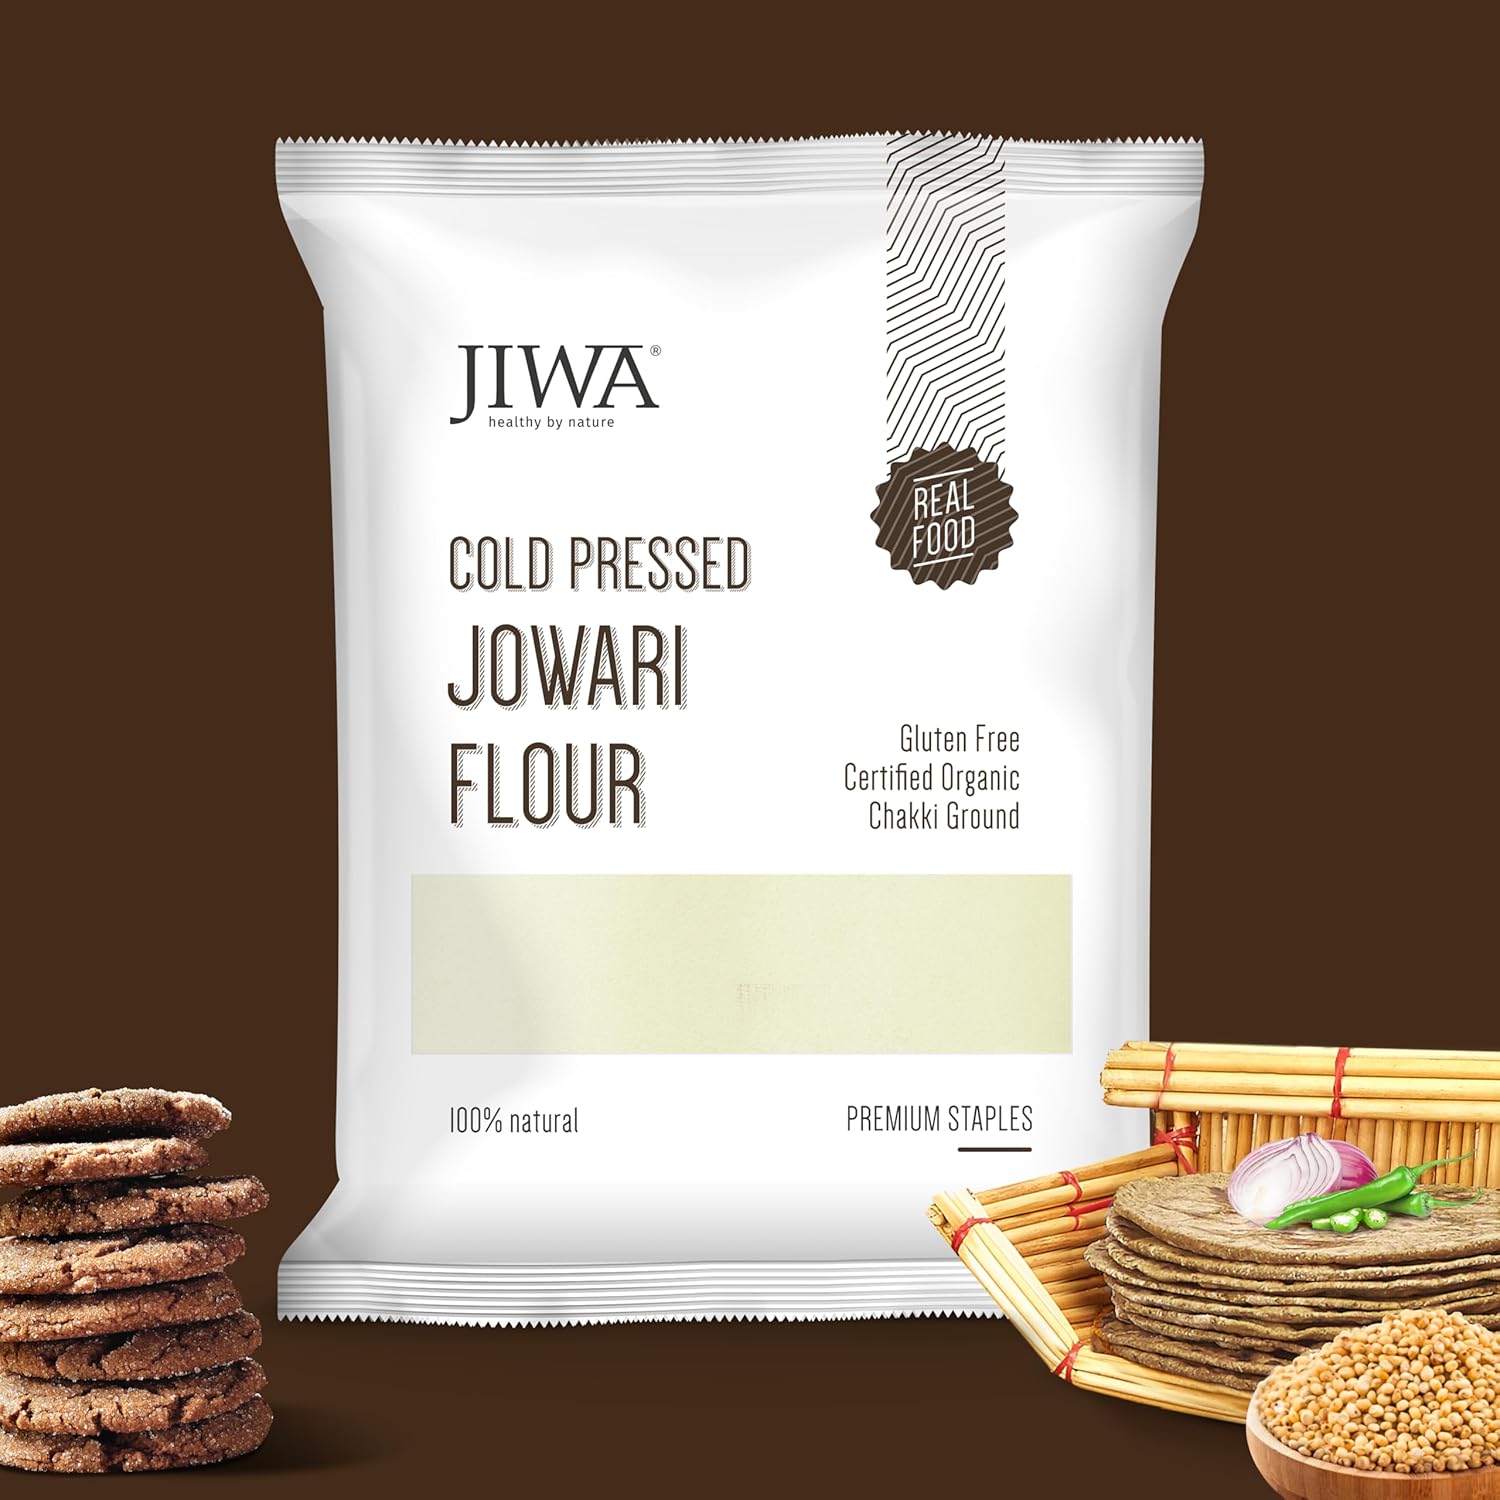 JIWA®
healthy by nature
REAL
FOOD
COLD PRESSED
JOWARI
FLOUR
Gluten Free
Certified Organic
Chakki Ground
100% natural
PREMIUM STAPLES